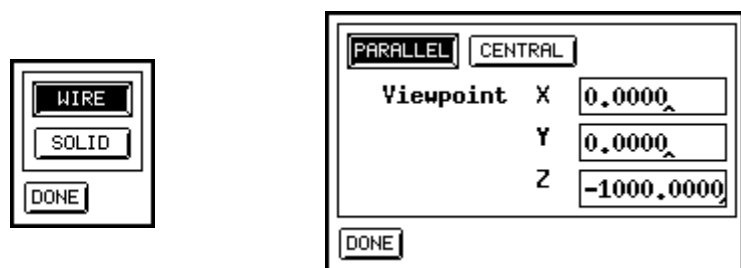 WIRE
SOLID
DONE
PARALLEL CENTRAL
Viewpoint X 0.0000
Y 0.0000
Z -1000.0000
DONE